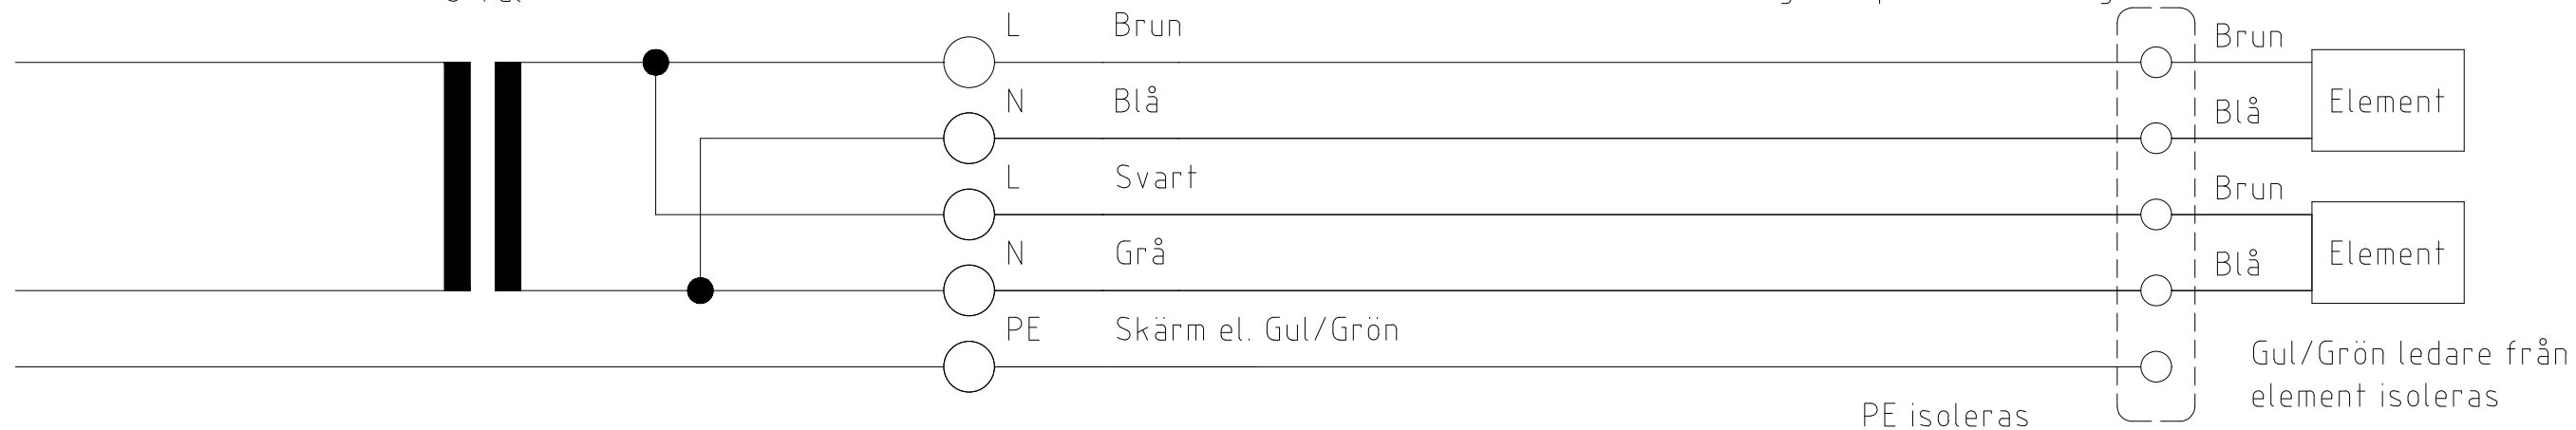 L Brun
Brun
N Blå
Blå
Element
L Svart
Brun
N Grå
Blå
Element
PE Skärm el. Gul/Grön
Gul/Grön ledare från
element isoleras
PE isoleras